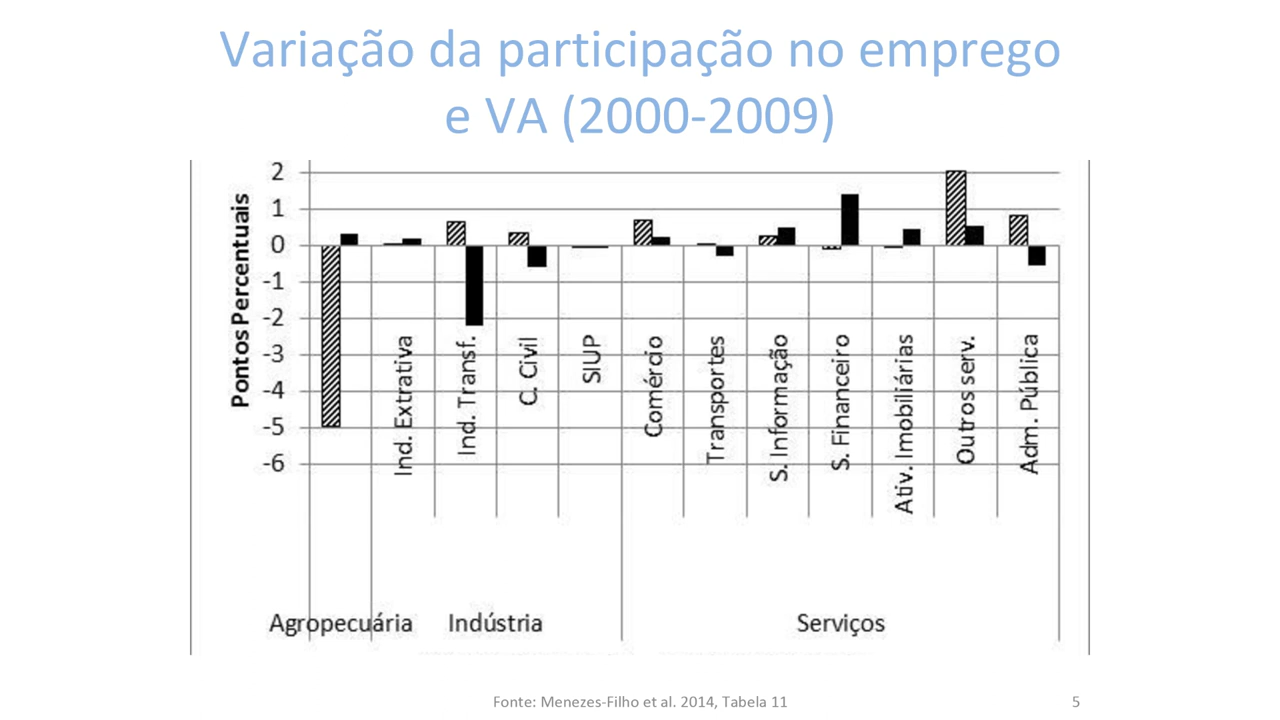 Variação da participação no emprego
e VA (2000-2009)
Pontos Percentuais
2
1
0
-1
-2
-3
-4
-5
-6
Ind. Extrativa
Ind. Transf.
C. Civil
SIUP
Comércio
Transportes
S. Informação
S. Financeiro
Ativ. Imobiliárias
Outros serv.
Adm. Pública
Agropecuária
Indústria
Serviços
Fonte: Menezes-Filho et al. 2014, Tabela 11
5